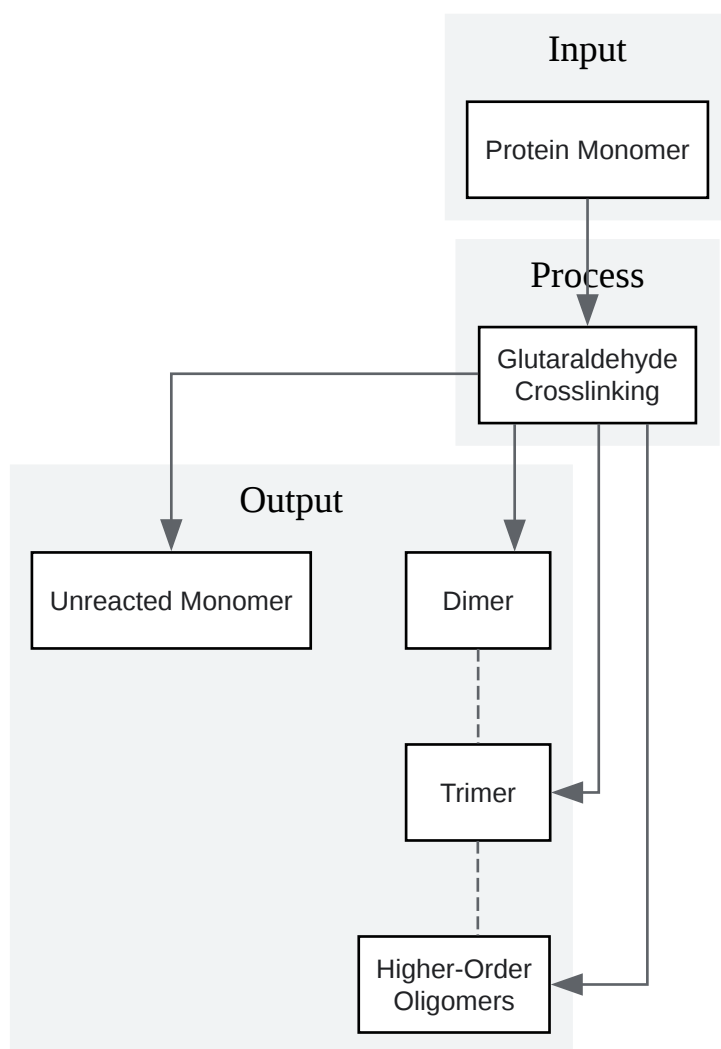 Input
Protein Monomer
Process
Glutaraldehyde
Crosslinking
Output
Unreacted Monomer
Dimer
Trimer
Higher-Order
Oligomers